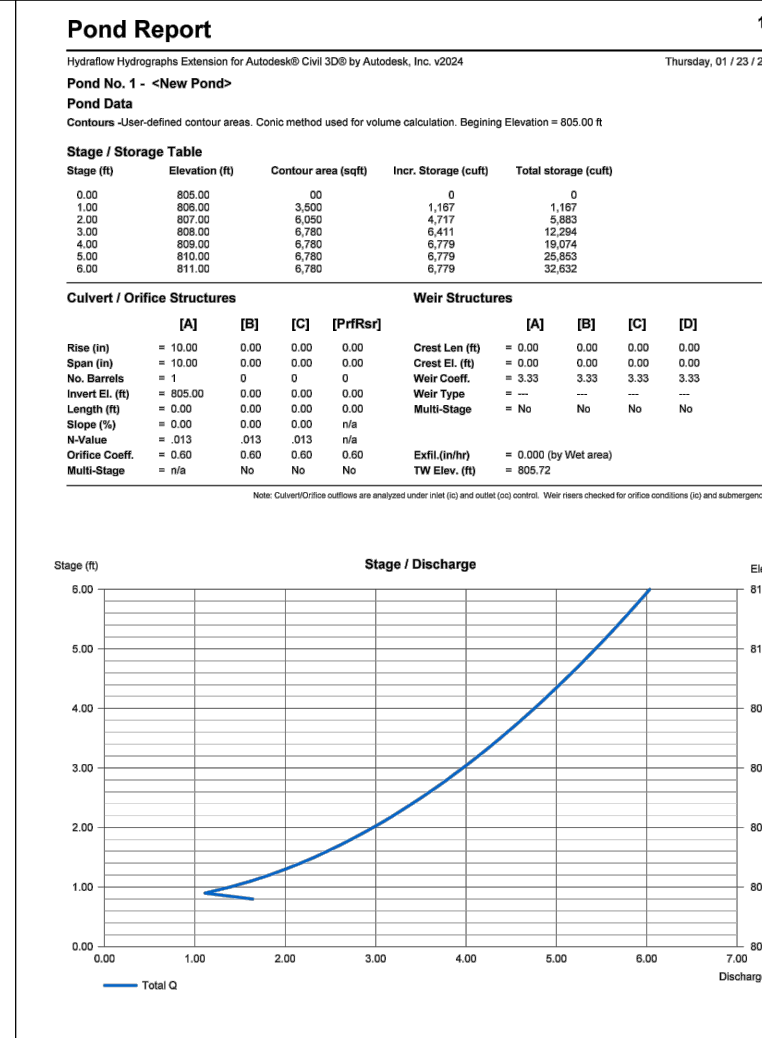 Pond Report
1
Hydraflow Hydrographs Extension for Autodesk® Civil 3D® by Autodesk, Inc. v2024 Thursday, 01 / 23 / 2
Pond No. 1 - <New Pond>
Pond Data
Contours -User-defined contour areas. Conic method used for volume calculation. Begining Elevation = 805.00 ft
Stage / Storage Table
Stage (ft) Elevation (ft) Contour area (sqft) Incr. Storage (cuft) Total storage (cuft)
0.00 805.00 00 0 0
1.00 806.00 3,500 1,167 1,167
2.00 807.00 6,050 4,717 5,883
3.00 808.00 6,780 6,411 12,294
4.00 809.00 6,780 6,779 19,074
5.00 810.00 6,780 6,779 25,853
6.00 811.00 6,780 6,779 32,632
Culvert / Orifice Structures Weir Structures
[A] [B] [C] [PrfRsr] [A] [B] [C] [D]
Rise (in) = 10.00 0.00 0.00 0.00 Crest Len (ft) = 0.00 0.00 0.00 0.00
Span (in) = 10.00 0.00 0.00 0.00 Crest El. (ft) = 0.00 0.00 0.00 0.00
No. Barrels = 1 0 0 0 Weir Coeff. = 3.33 3.33 3.33 3.33
Invert El. (ft) = 805.00 0.00 0.00 0.00 Weir Type = --- --- --- ---
Length (ft) = 0.00 0.00 0.00 0.00 Multi-Stage = No No No No
Slope (%) = 0.00 0.00 0.00 n/a
N-Value = .013 .013 .013 n/a
Orifice Coeff. = 0.60 0.60 0.60 0.60 Exfil.(in/hr) = 0.000 (by Wet area)
Multi-Stage = n/a No No No TW Elev. (ft) = 805.72
Note: Culvert/Orifice outflows are analyzed under inlet (ic) and outlet (oc) control. Weir risers checked for orifice conditions (ic) and submergenc
Stage (ft) Stage / Discharge Ele
6.00 81
5.00 81
4.00 80
3.00 80
2.00 80
1.00 80
0.00 80
0.00 1.00 2.00 3.00 4.00 5.00 6.00 7.00
Discharge
Total Q